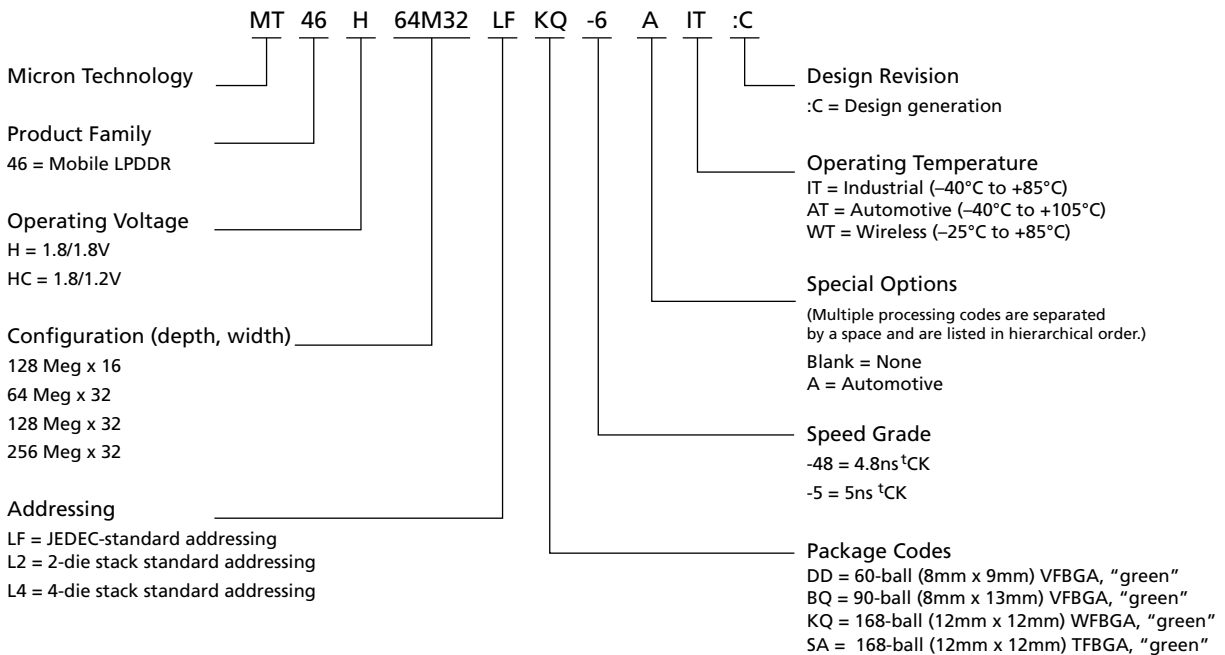 MT 46 H 64M32 LF KQ -6 A IT :C
Micron Technology
Product Family
46 = Mobile LPDDR
Operating Voltage
H = 1.8/1.8V
HC = 1.8/1.2V
Configuration (depth, width)
128 Meg x 16
64 Meg x 32
128 Meg x 32
256 Meg x 32
Addressing
LF = JEDEC-standard addressing
L2 = 2-die stack standard addressing
L4 = 4-die stack standard addressing
Design Revision
:C = Design generation
Operating Temperature
IT = Industrial (–40°C to +85°C)
AT = Automotive (–40°C to +105°C)
WT = Wireless (–25°C to +85°C)
Special Options
(Multiple processing codes are separated
by a space and are listed in hierarchical order.)
Blank = None
A = Automotive
Speed Grade
-48 = 4.8ns tCK
-5 = 5ns tCK
Package Codes
DD = 60-ball (8mm x 9mm) VFBGA, “green”
BQ = 90-ball (8mm x 13mm) VFBGA, “green”
KQ = 168-ball (12mm x 12mm) WFBGA, “green”
SA = 168-ball (12mm x 12mm) TFBGA, “green”